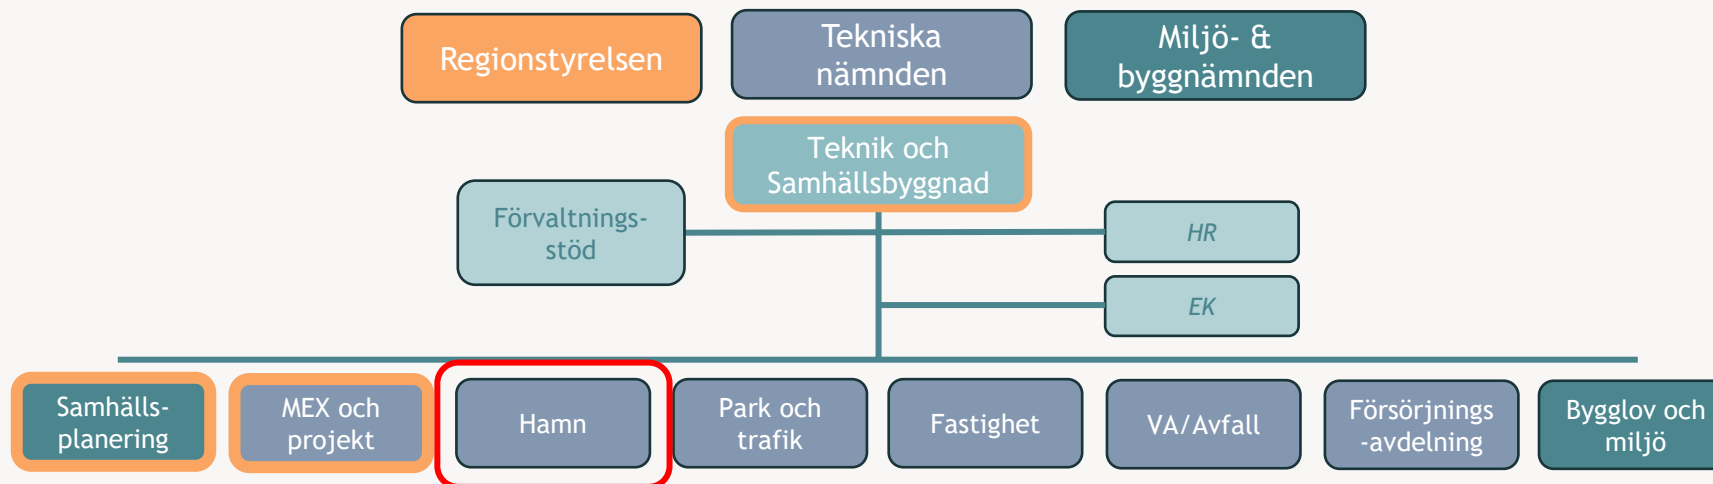 Regionstyrelsen
Tekniska
nämnden
Miljö- &
byggnämnden
Teknik och
Samhällsbyggnad
Förvaltnings-
stöd
HR
EK
Samhälls-
planering
MEX och
projekt
Hamn
Park och
trafik
Fastighet
VA/Avfall
Försörjnings
-avdelning
Bygglov och
miljö